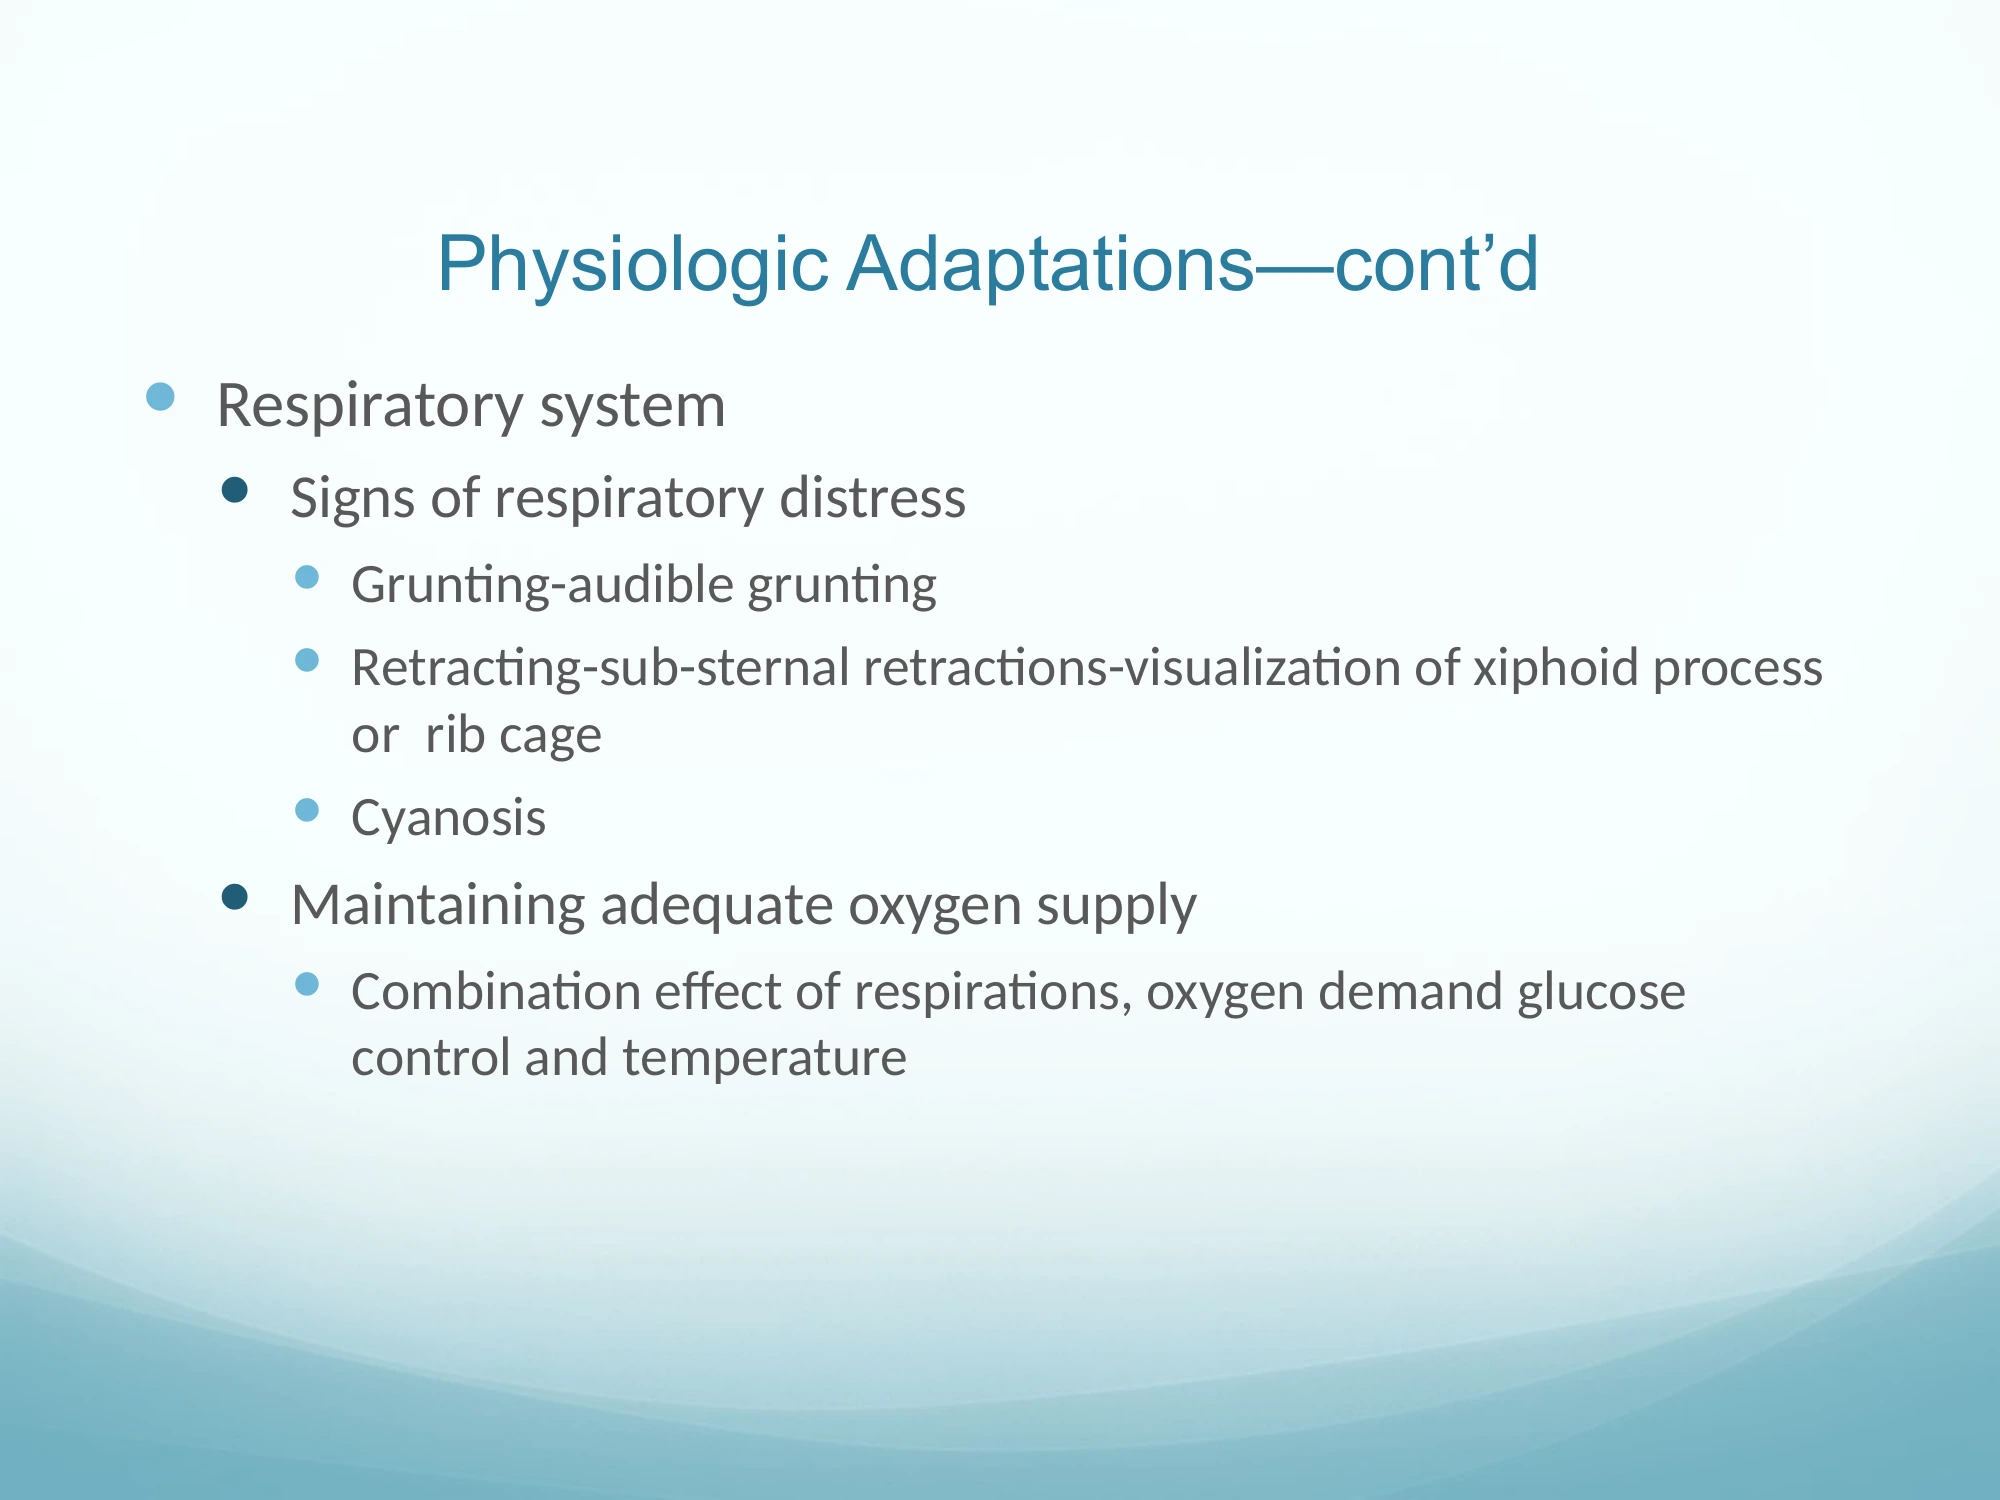 Physiologic Adaptations—cont’d
Respiratory system
Signs of respiratory distress
Grunting-audible grunting
Retracting-sub-sternal retractions-visualization of xiphoid process
or  rib cage
Cyanosis
Maintaining adequate oxygen supply
Combination effect of respirations, oxygen demand glucose
control and temperature